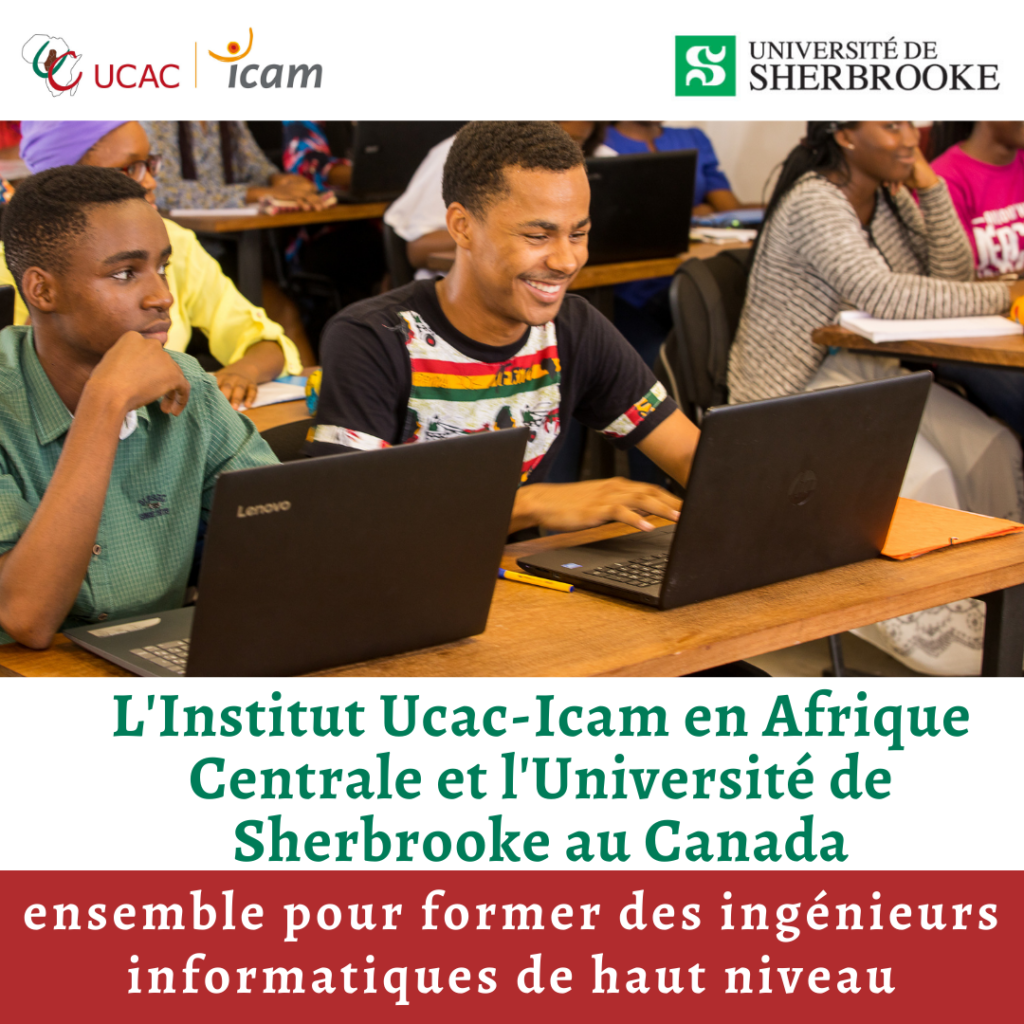 UCAC
icam
UNIVERSITÉ DE
SHERBROOKE
Lenovo
L'Institut Ucac-Icam en Afrique
Centrale et l'Université de
Sherbrooke au Canada
ensemble pour former des ingénieurs
informatiques de haut niveau